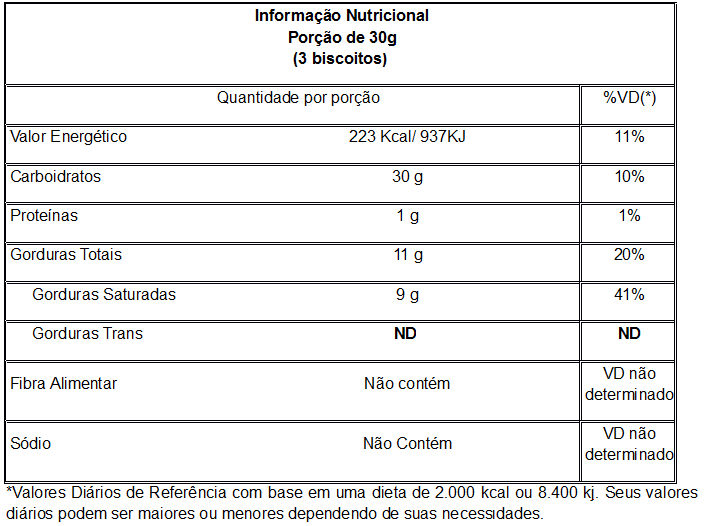 Informação Nutricional
Porção de 30g
(3 biscoitos)
Quantidade por porção %VD(*)
Valor Energético 223 Kcal/ 937KJ 11%
Carboidratos 30 g 10%
Proteínas 1 g 1%
Gorduras Totais 11 g 20%
Gorduras Saturadas 9 g 41%
Gorduras Trans ND ND
Fibra Alimentar Não contém VD não
determinado
Sódio Não Contém VD não
determinado
*Valores Diários de Referência com base em uma dieta de 2.000 kcal ou 8.400 kj. Seus valores
diários podem ser maiores ou menores dependendo de suas necessidades.